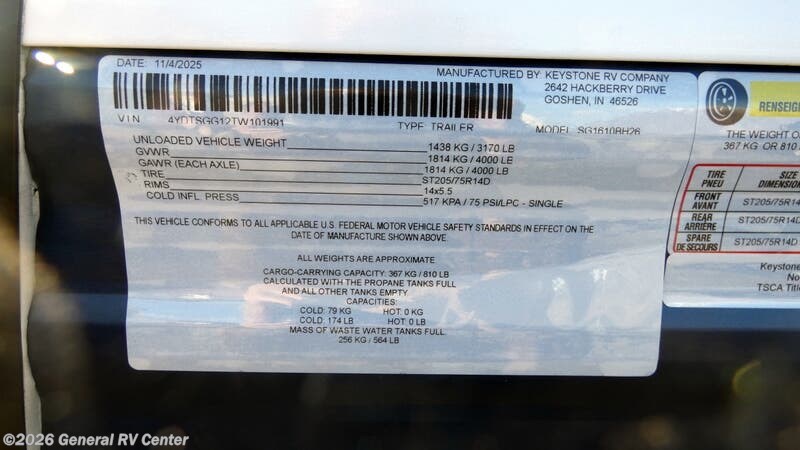 DATE: 11/4/2025
MANUFACTURED BY: KEYSTONE RV COMPANY
2642 HACKBERRY DRIVE
GOSHEN, IN 46526
VIN 4YDTSGG12TW101991 TYPE TRAILER MODEL SG1610BH26
UNLOADED VEHICLE WEIGHT 1438 KG / 3170 LB
GVWR 1814 KG / 4000 LB
GAWR (EACH AXLE) 1814 KG / 4000 LB
TIRE ST205/75R14D
RIMS 14x5.5
COLD INFL PRESS 517 KPA / 75 PSI/LPC - SINGLE
THIS VEHICLE CONFORMS TO ALL APPLICABLE U.S. FEDERAL MOTOR VEHICLE SAFETY STANDARDS IN EFFECT ON THE
DATE OF MANUFACTURE SHOWN ABOVE.
ALL WEIGHTS ARE APPROXIMATE
CARGO-CARRYING CAPACITY: 367 KG / 810 LB
CALCULATED WITH THE PROPANE TANKS FULL
AND ALL OTHER TANKS EMPTY.
CAPACITIES:
COLD: 79 KG HOT: 0 KG
COLD: 174 LB HOT: 0 LB
MASS OF WASTE WATER TANKS FULL:
256 KG / 564 LB
RENSEIGN
THE WEIGHT OF
367 KG OR 810
TIRE SIZE
PNEU DIMENSION
FRONT
AVANT ST205/75R14
REAR
ARRIÈRE ST205/75R14D
SPARE
DE SECOURS ST205/75R14D
Keystone
No
TSCA Titl
©2026 General RV Center